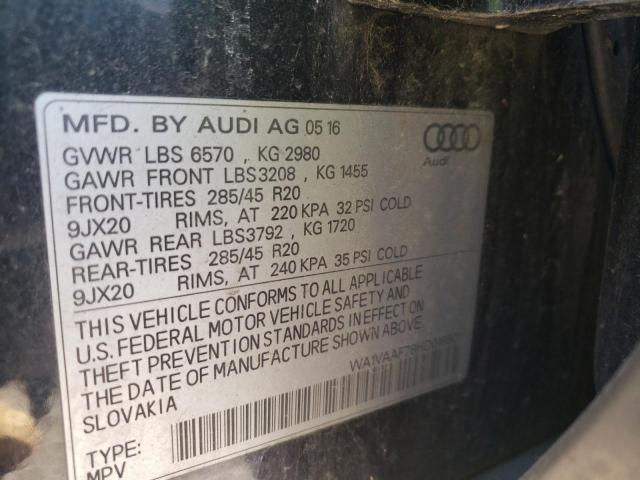 MFD. BY AUDI AG 05 16
Audi
GVWR LBS 6570 , KG 2980
GAWR FRONT LBS3208 , KG 1455
FRONT-TIRES 285/45 R20
9JX20 RIMS, AT 220 KPA 32 PSI COLD
GAWR REAR LBS3792 , KG 1720
REAR-TIRES 285/45 R20
9JX20 RIMS, AT 240 KPA 35 PSI COLD
THIS VEHICLE CONFORMS TO ALL APPLICABLE
U.S. FEDERAL MOTOR VEHICLE SAFETY AND
THEFT PREVENTION STANDARDS IN EFFECT ON
THE DATE OF MANUFACTURE SHOWN ABOVE.
SLOVAKIA
TYPE:
MPV